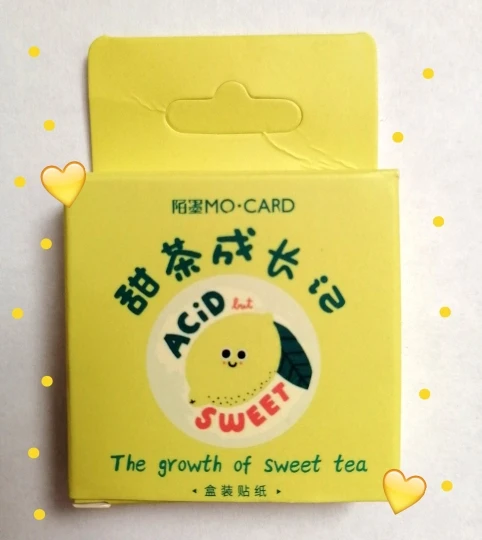 陌墨MO·CARD
甜茶成长记
ACiD but
SWEET
The growth of sweet tea
盒装贴纸